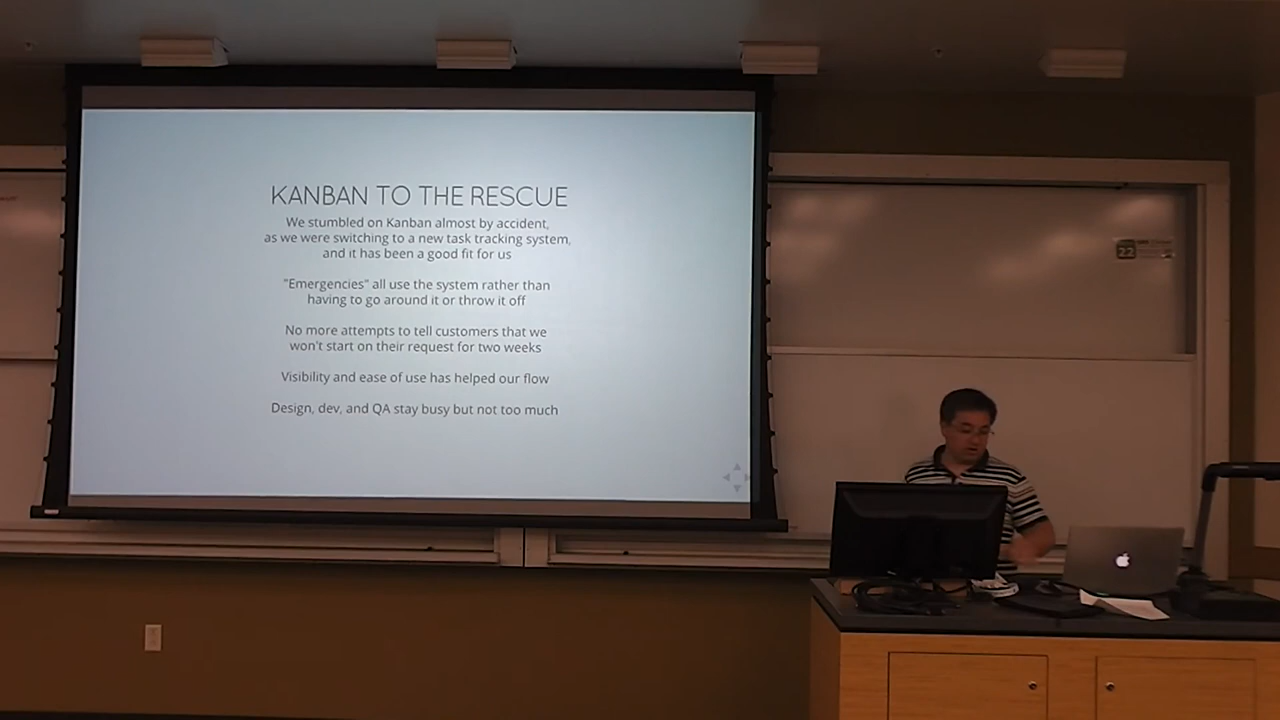 KANBAN TO THE RESCUE
We stumbled on Kanban almost by accident,
as we were switching to a new task tracking system,
and it has been a good fit for us
"Emergencies" all use the system rather than
having to go around it or throw it off
No more attempts to tell customers that we
won't start on their request for two weeks
Visibility and ease of use has helped our flow
Design, dev, and QA stay busy but not too much
22